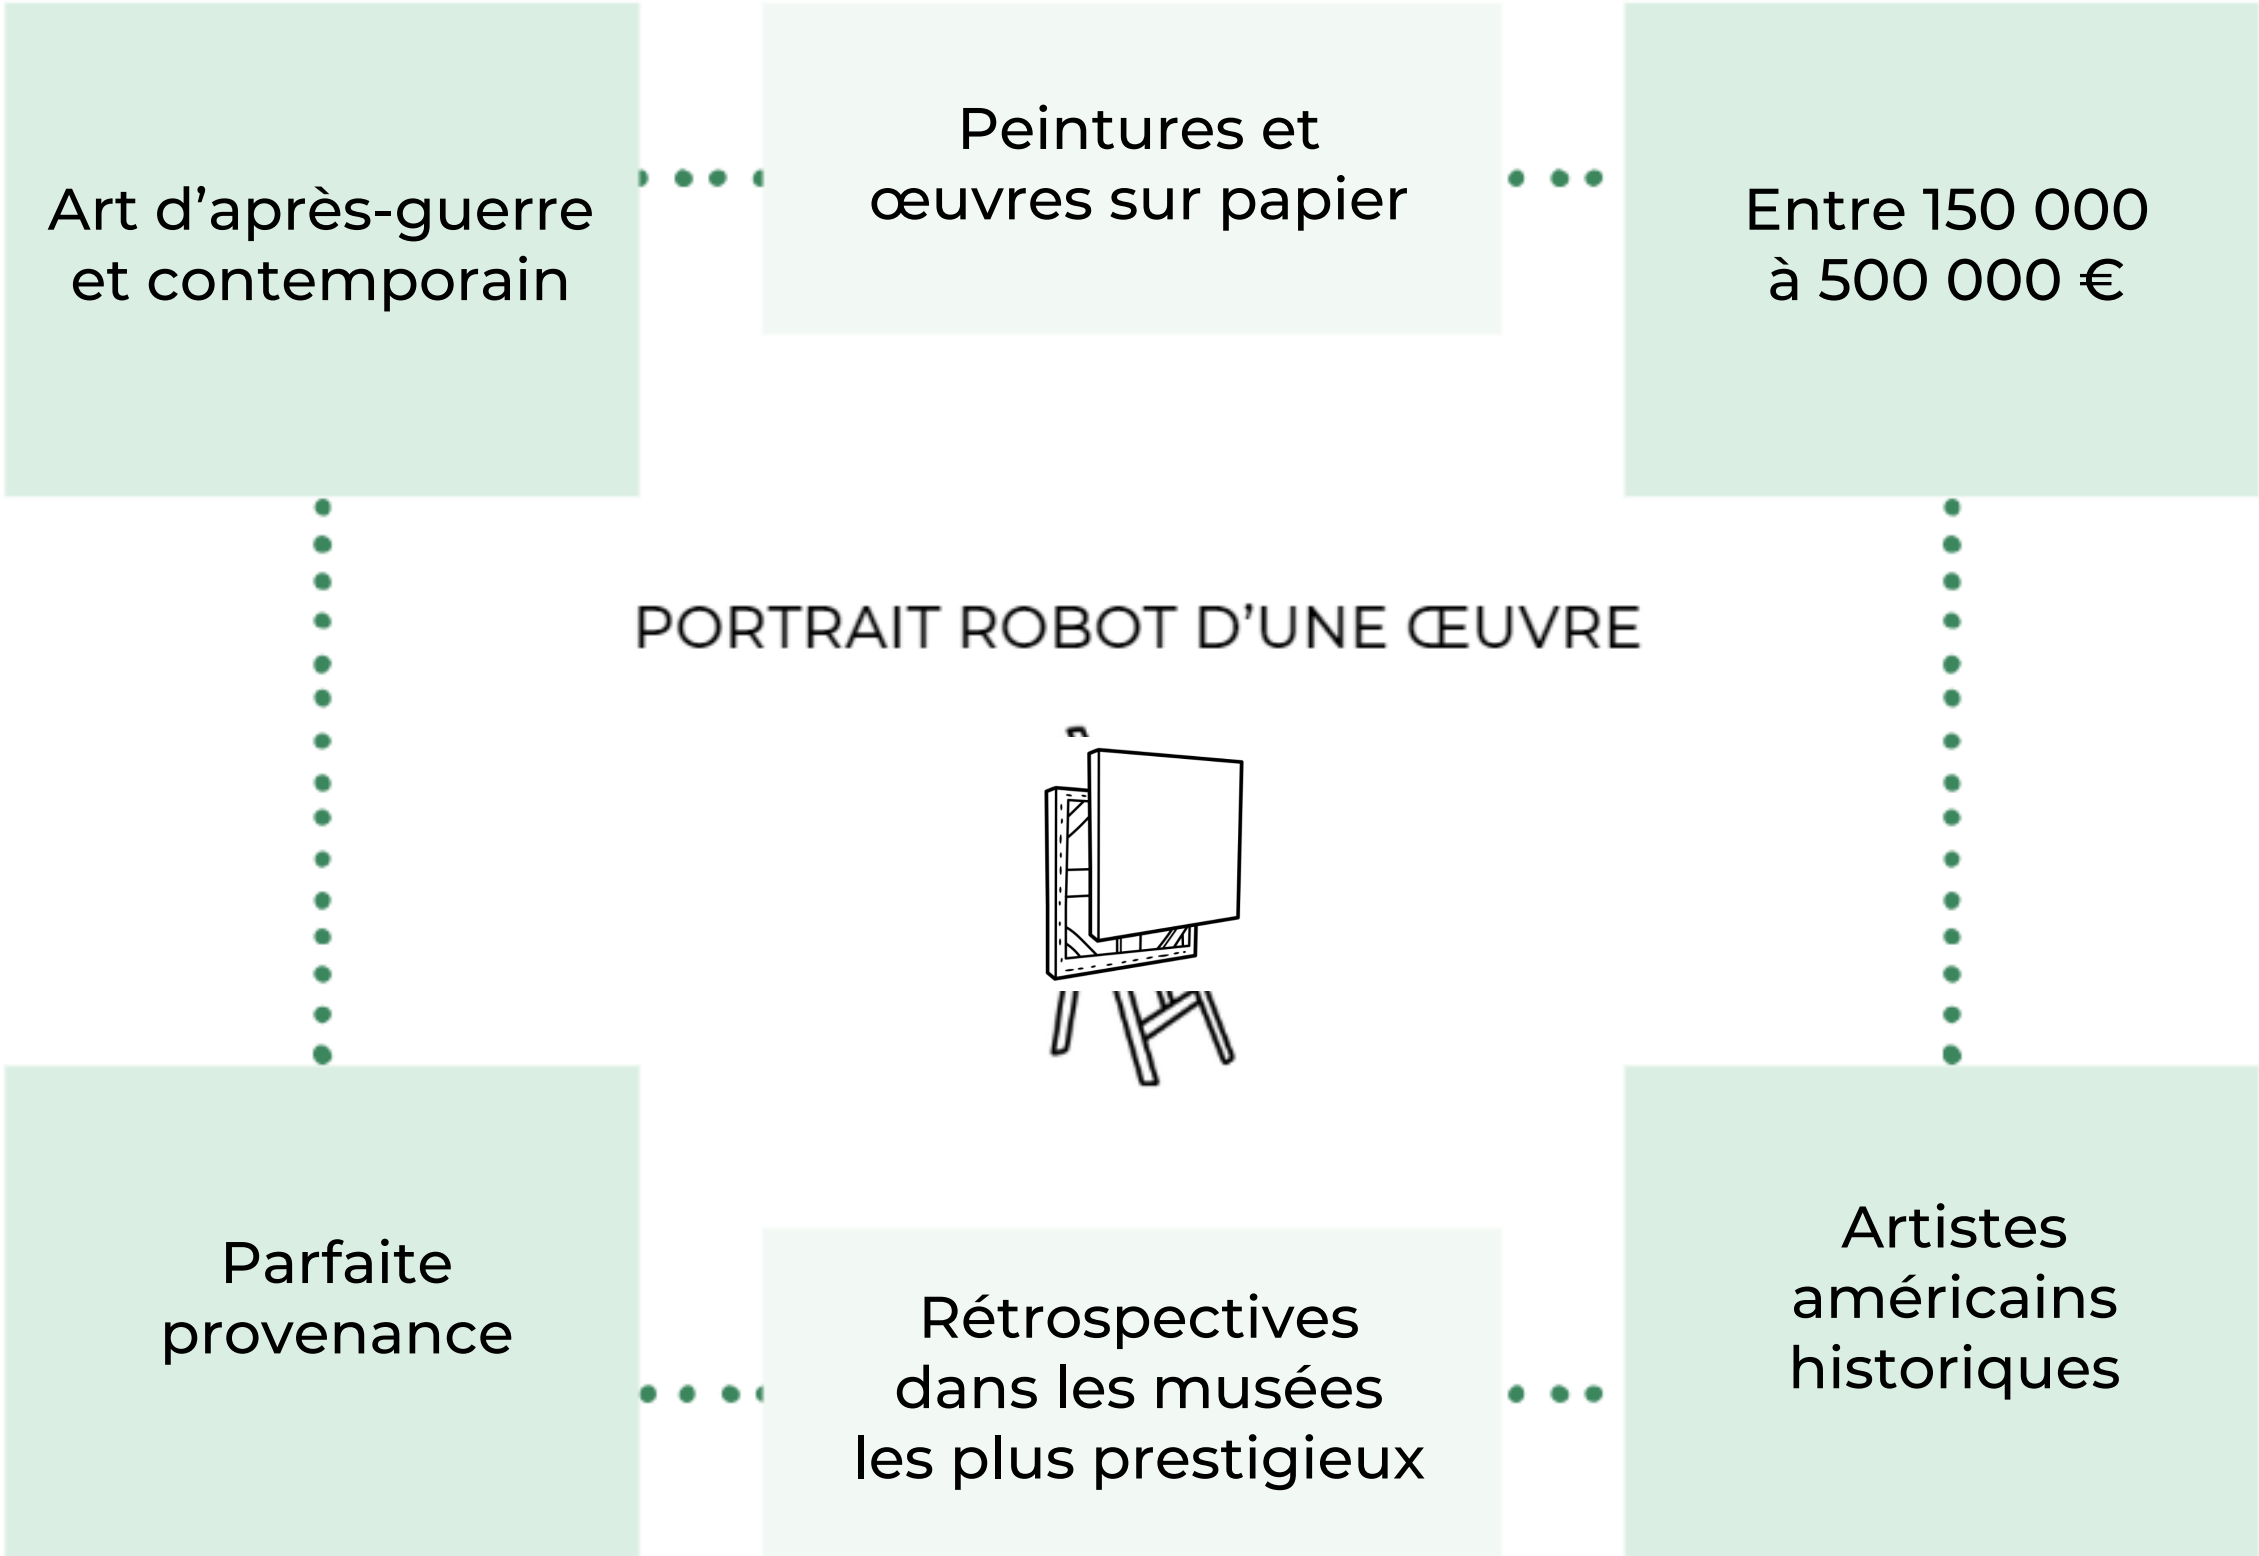 Art d’après-guerre
et contemporain
Peintures et
œuvres sur papier
Entre 150 000
à 500 000 €
PORTRAIT ROBOT D’UNE ŒUVRE
Parfaite
provenance
Rétrospectives
dans les musées
les plus prestigieux
Artistes
américains
historiques